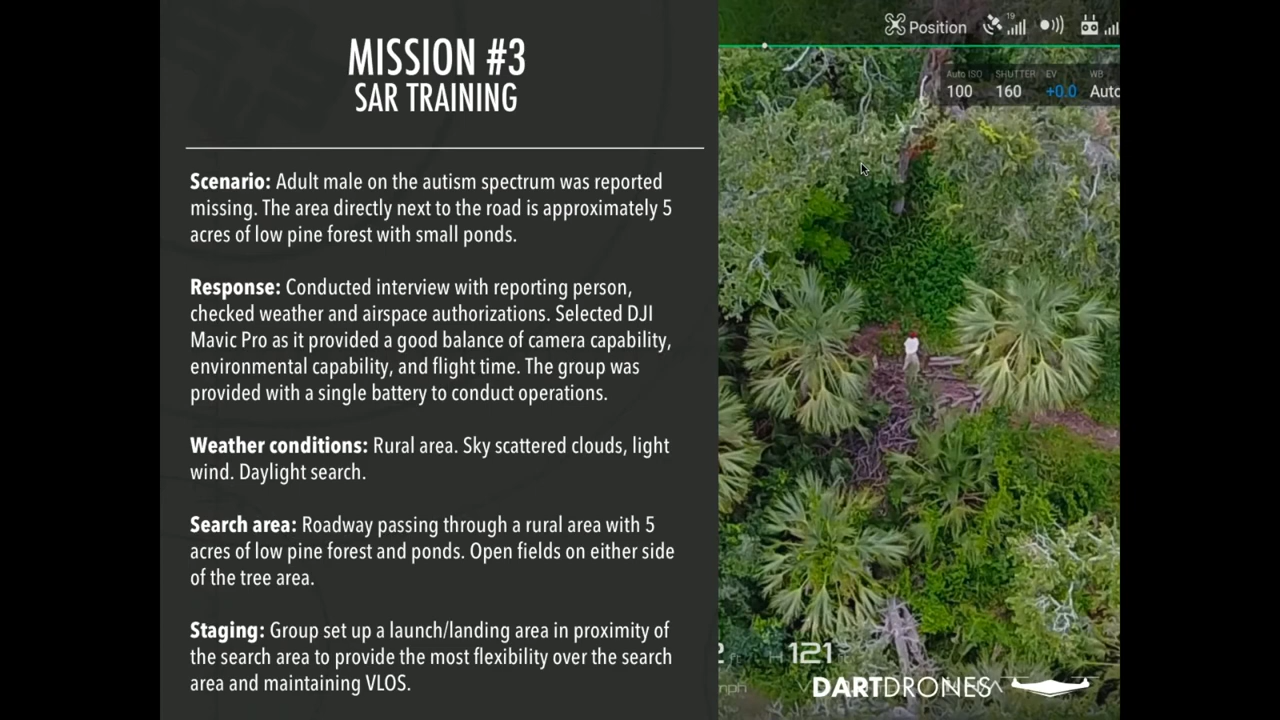 MISSION #3
SAR TRAINING
Scenario: Adult male on the autism spectrum was reported
missing. The area directly next to the road is approximately 5
acres of low pine forest with small ponds.
Response: Conducted interview with reporting person,
checked weather and airspace authorizations. Selected DJI
Mavic Pro as it provided a good balance of camera capability,
environmental capability, and flight time. The group was
provided with a single battery to conduct operations.
Weather conditions: Rural area. Sky scattered clouds, light
wind. Daylight search.
Search area: Roadway passing through a rural area with 5
acres of low pine forest and ponds. Open fields on either side
of the tree area.
Staging: Group set up a launch/landing area in proximity of
the search area to provide the most flexibility over the search
area and maintaining VLOS.
Position 19
Auto ISO SHUTTER EV WB
100 160 +0.0 Auto
ft H 121
mph
DARTDRONES